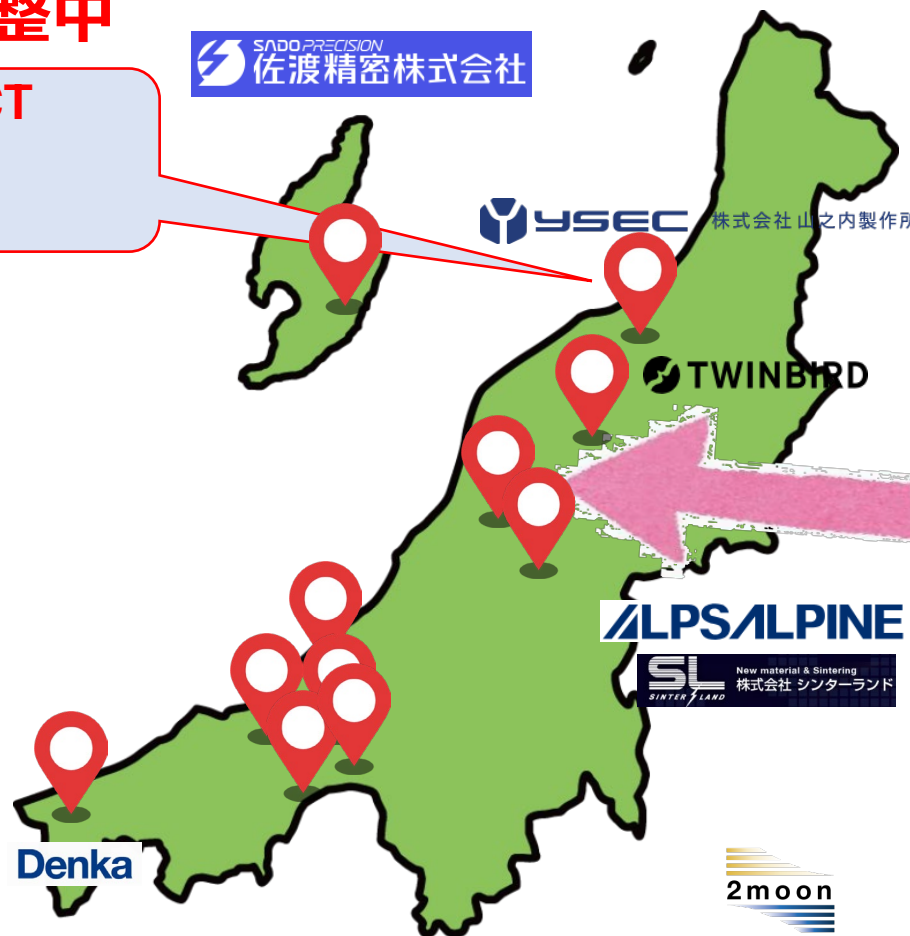 整中
CT
SADO PRECISION
佐渡精密株式会社
YSEC 株式会社山之内製作所
TWINBIRD
ALPSALPINE
SL
SINTER LAND
New material & Sintering
株式会社 シンターランド
Denka
2moon